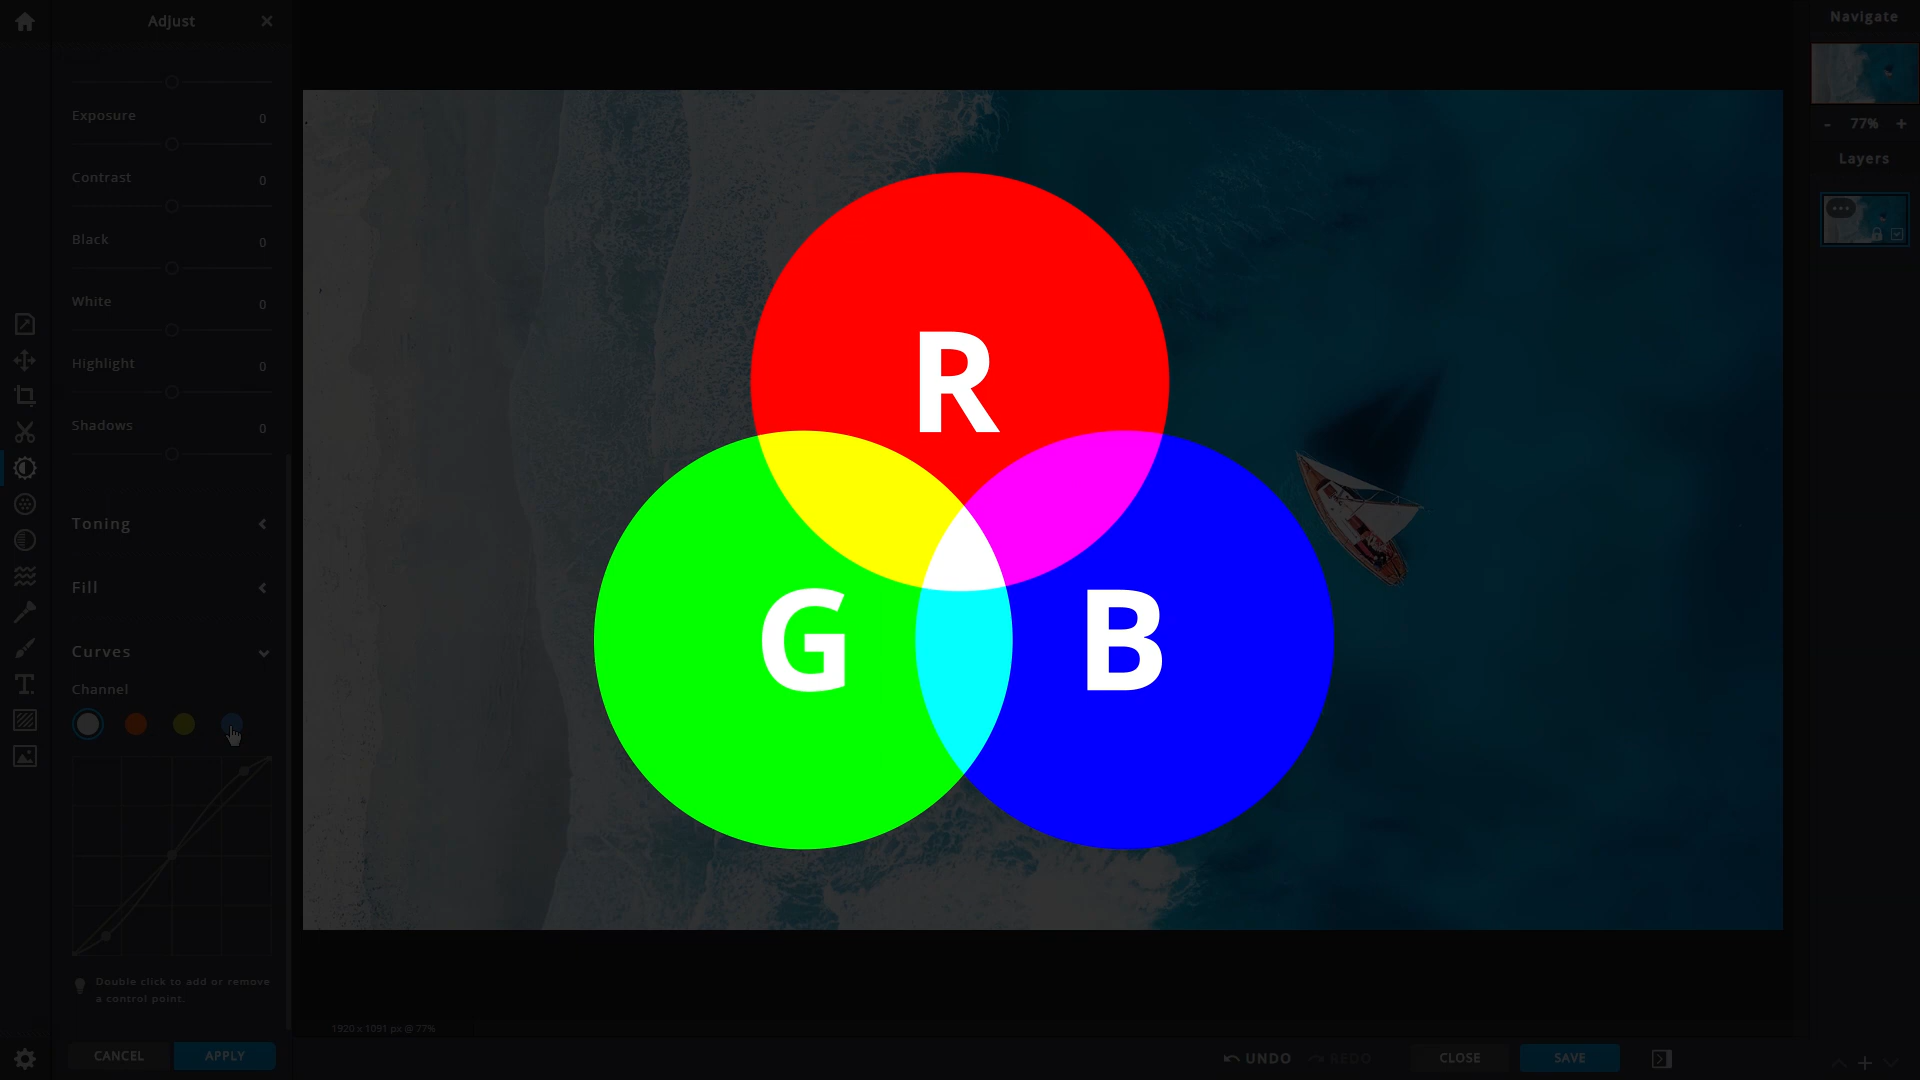 Adjust
Exposure 0
Contrast 0
Black 0
White 0
Highlight 0
Shadows 0
Toning
Fill
Curves
Channel
Double click to add or remove
a control point.
CANCEL APPLY
R
G B
1920 x 1091 px @ 77%
UNDO REDO CLOSE SAVE
Navigate
- 77% +
Layers